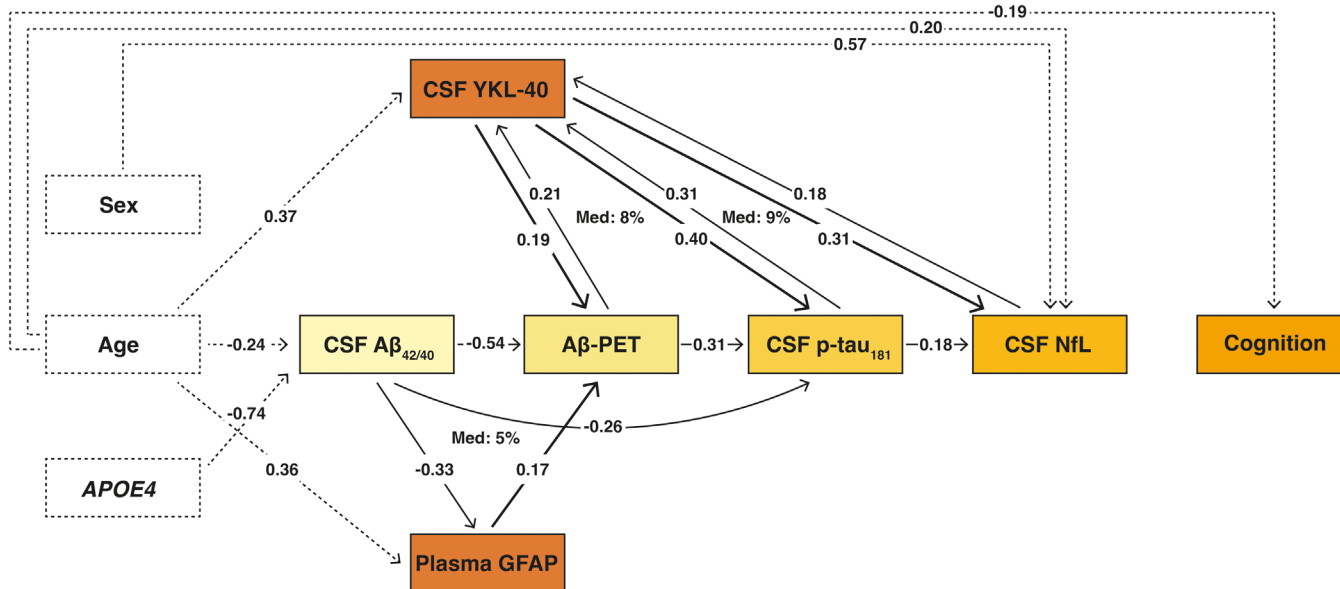 -0.19
0.20
0.57
CSF YKL-40
Sex
0.37
0.21
0.19
Med: 8%
0.31
0.40
Med: 9%
0.18
0.31
Age
-0.24
CSF Aβ42/40
-0.54
Aβ-PET
0.31
CSF p-tau181
0.18
CSF NfL
Cognition
-0.74
-0.26
Med: 5%
0.36
-0.33
0.17
APOE4
Plasma GFAP